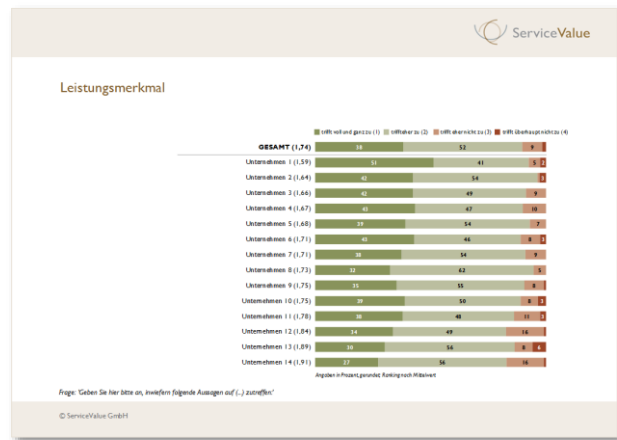 ServiceValue
Leistungsmerkmal
trifft voll und ganz zu (1) trifft eher zu (2) trifft eher nicht zu (3) trifft überhaupt nicht zu (4)
GESAMT (1,74) 38 52 9
Unternehmen 1 (1,59) 51 41 5 2
Unternehmen 2 (1,64) 42 54 3
Unternehmen 3 (1,66) 42 49 9
Unternehmen 4 (1,67) 47 10
Unternehmen 5 (1,68) 39 54 7
Unternehmen 6 (1,71) 46 8
Unternehmen 7 (1,71) 38 54 9
Unternehmen 8 (1,73) 32 62 5
Unternehmen 9 (1,75) 35 55 8
Unternehmen 10 (1,75) 39 50 8
Unternehmen 11 (1,78) 38 48 11
Unternehmen 12 (1,84) 34 49 16
Unternehmen 13 (1,89) 30 56 8 6
Unternehmen 14 (1,91) 27 56 16
Angaben in Prozent, gerundet; Ranking nach Mittelwert
Frage: 'Geben Sie hier bitte an, inwiefern folgende Aussagen auf (...) zutreffen.'
© ServiceValue GmbH